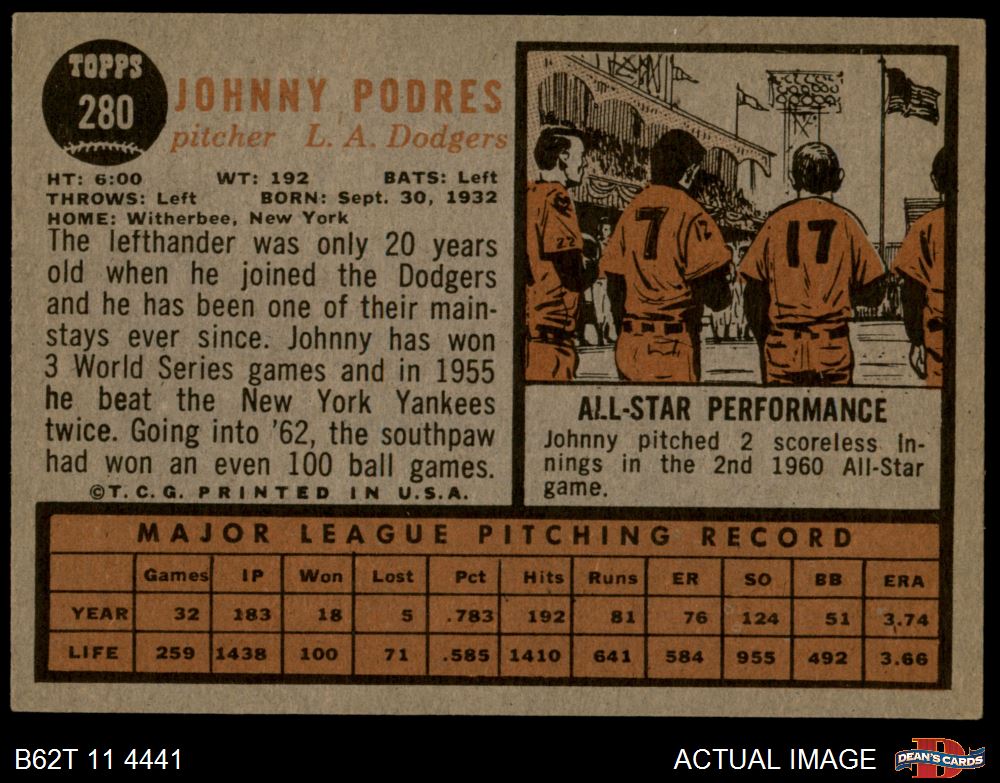 TOPPS
280
JOHNNY PODRES
pitcher L. A. Dodgers
HT: 6:00 WT: 192 BATS: Left
THROWS: Left BORN: Sept. 30, 1932
HOME: Witherbee, New York
The lefthander was only 20 years
old when he joined the Dodgers
and he has been one of their main-
stays ever since. Johnny has won
3 World Series games and in 1955
he beat the New York Yankees
twice. Going into '62, the southpaw
had won an even 100 ball games.
©T.C.G. PRINTED IN U.S.A.
22
7
12
17
ALL-STAR PERFORMANCE
Johnny pitched 2 scoreless in-
nings in the 2nd 1960 All-Star
game.
MAJOR LEAGUE PITCHING RECORD
Games IP Won Lost Pct Hits Runs ER SO BB ERA
YEAR 32 183 18 5 .783 192 81 76 124 51 3.74
LIFE 259 1438 100 71 .585 1410 641 584 955 492 3.66
B62T 11 4441
ACTUAL IMAGE
D
DEAN'S CARDS